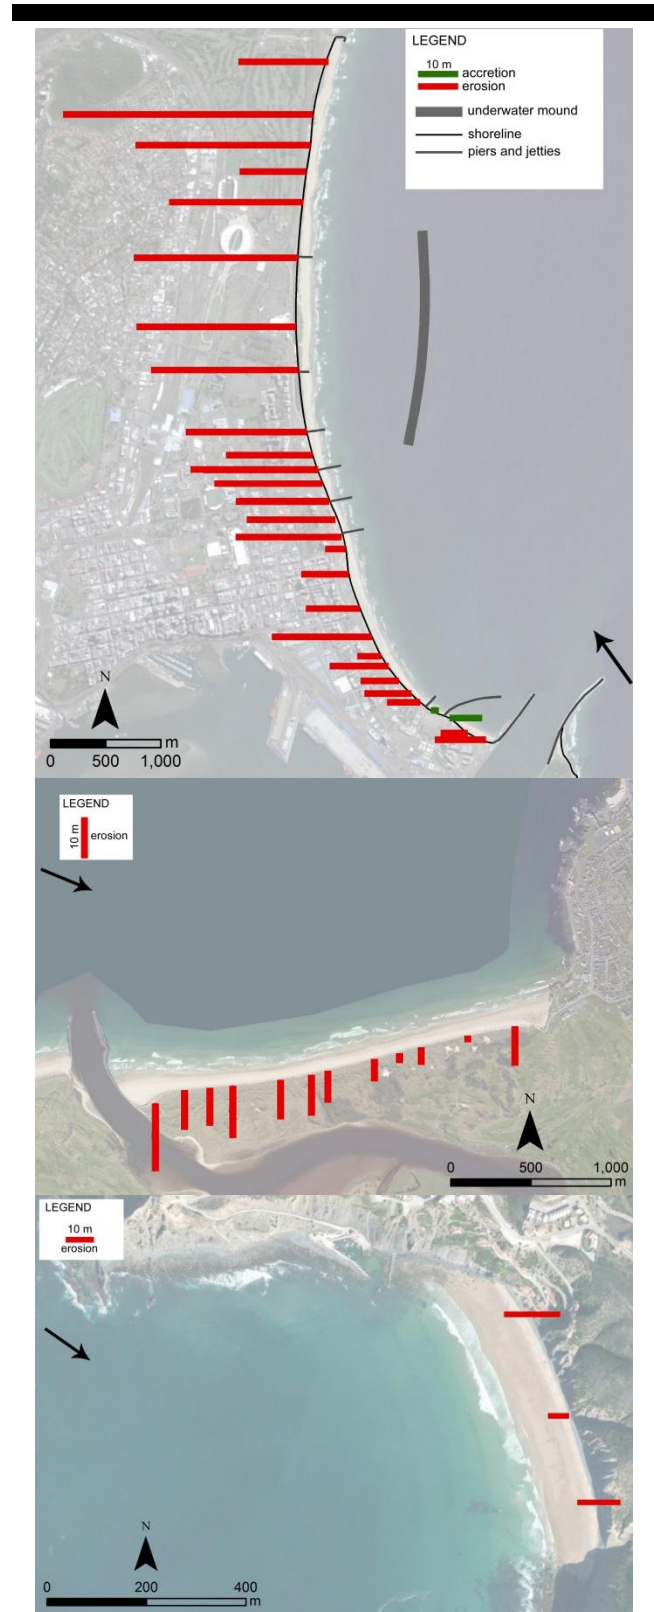 LEGEND
10 m
accretion
erosion
underwater mound
shoreline
piers and jetties
N
m
0 500 1,000
LEGEND
10 m
erosion
N
0 500 1,000
m
LEGEND
10 m
erosion
N
0 200 400
m